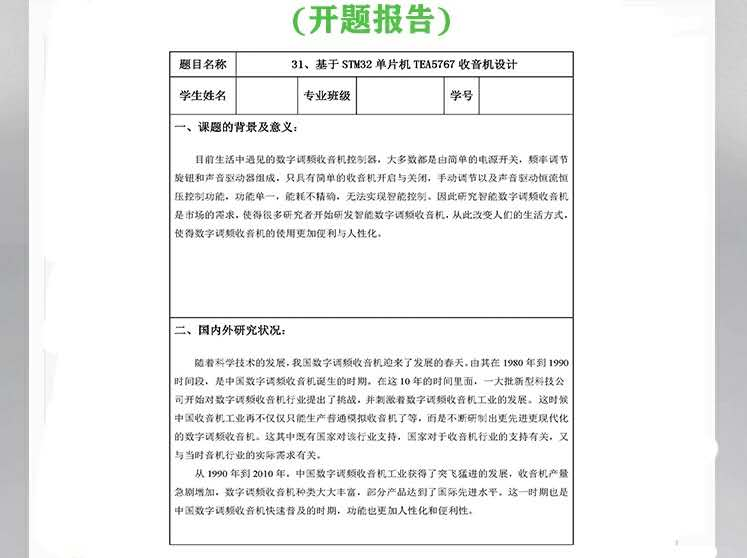 (开题报告)
题目名称 31、基于 STM32 单片机 TEA5767 收音机设计
学生姓名 专业班级 学号
一、课题的背景及意义：
目前生活中遇见的数字调频收音机控制器，大多数都是由简单的电源开关，频率调节
旋钮和声音驱动器组成，只具有简单的收音机开启与关闭，手动调节以及声音驱动恒流恒
压控制功能，功能单一，能耗不精确，无法实现智能控制。因此研究智能数字调频收音机
是市场的需求，使得很多研究者开始研发智能数字调频收音机，从此改变人们的生活方式，
使得数字调频收音机的使用更加便利与人性化。
二、国内外研究状况：
随着科学技术的发展，我国数字调频收音机迎来了发展的春天。由其在 1980 年到 1990
时间段，是中国数字调频收音机诞生的时期，在这 10 年的时间里面，一大批新型科技公
司开始对数字调频收音机行业提出了挑战，并刺激着数字调频收音机工业的发展。这时候
中国收音机工业再不仅仅只能生产普通模拟收音机了等，而是不断研制出更先进更现代化
的数字调频收音机。这其中既有国家对该行业支持，国家对于收音机行业的支持有关，又
与当时音机行业的实际需求有关。
从 1990 年到 2010 年，中国数字调频收音机工业获得了突飞猛进的发展，收音机产量
急剧增加，数字调频收音机种类大大丰富，部分产品达到了国际先进水平。这一时期也是
中国数字调频收音机快速普及的时期，功能也更加人性化和便利性。